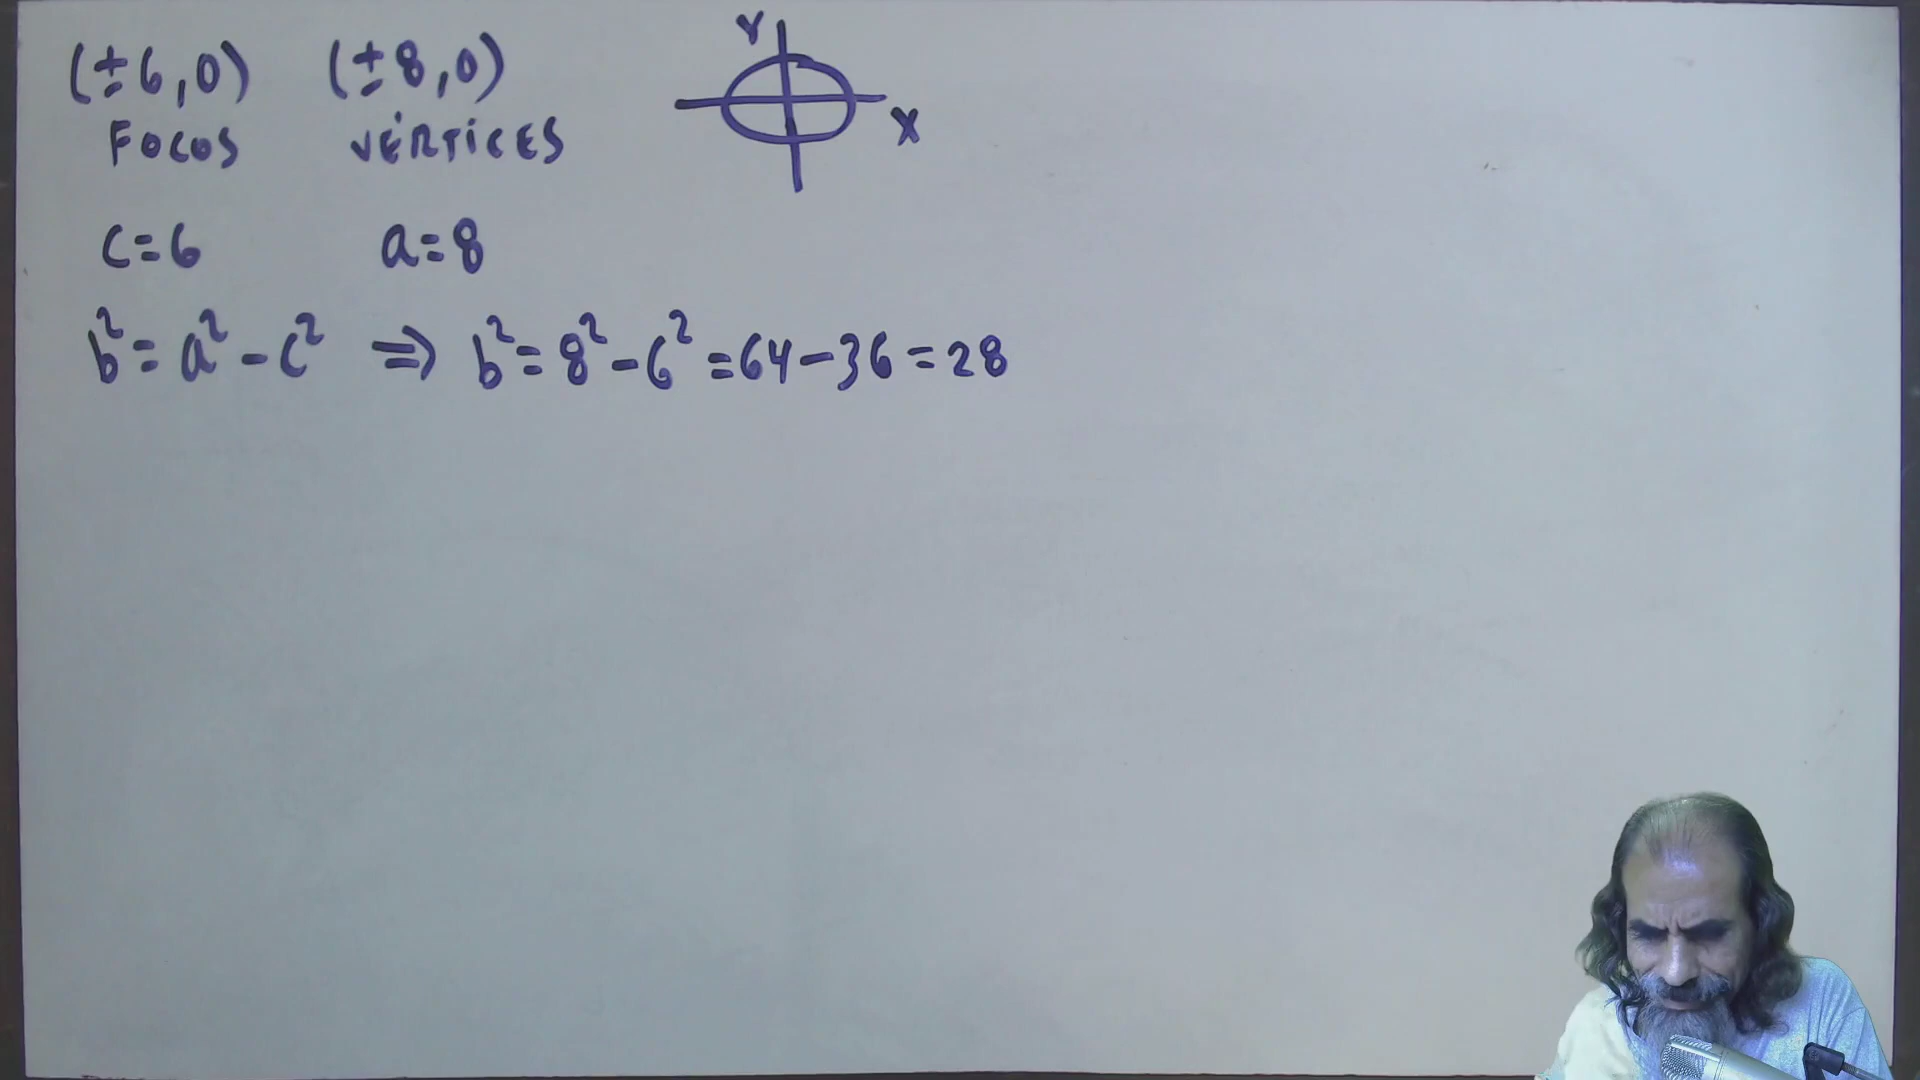 (±6,0) (±8,0)
FOCOS VÉRTICES
Y
X
c=6 a=8
b²=a²-c² ⇒ b²=8²-6²=64-36=28